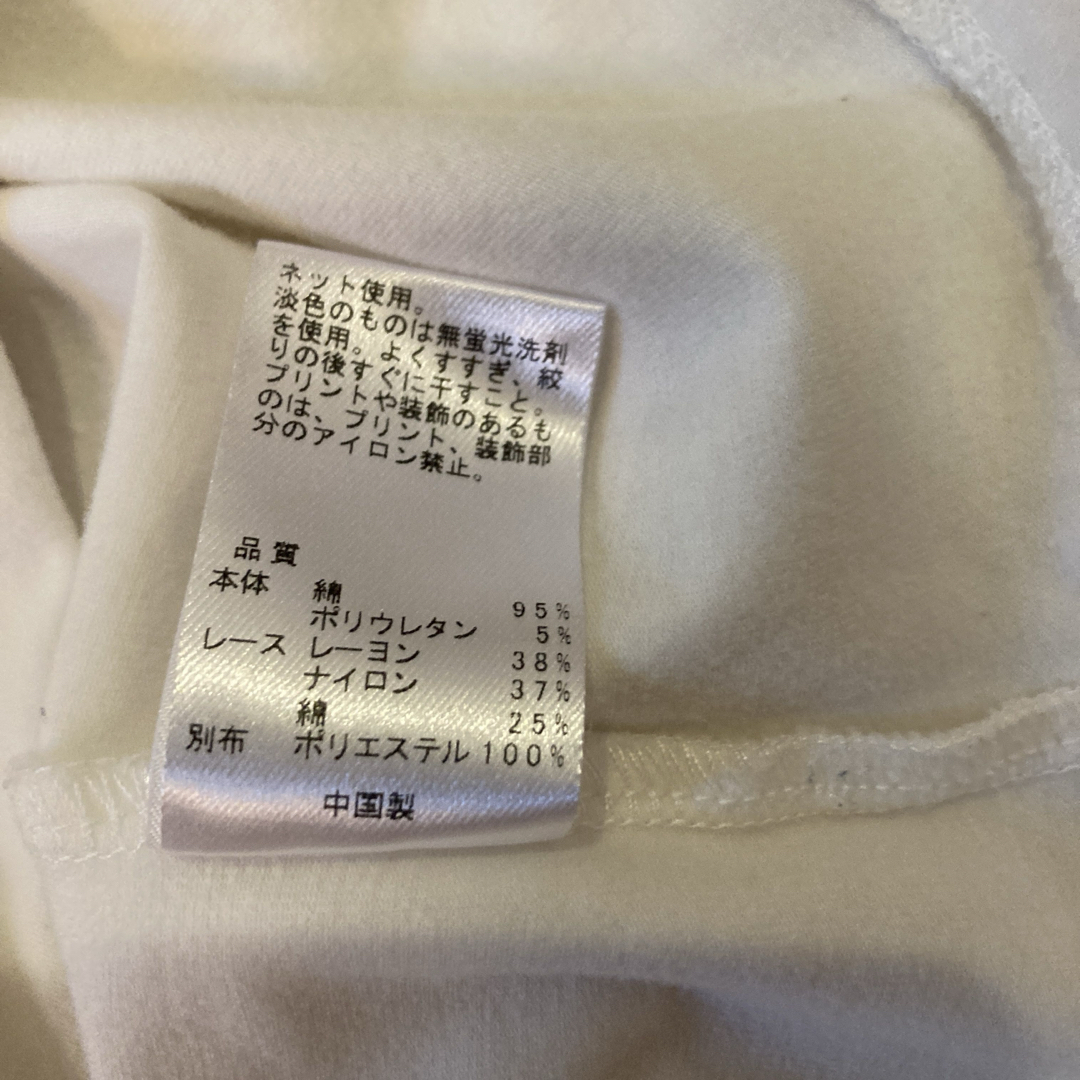 ネット使用。
淡色のものは無蛍光洗剤
を使用。よくすすぎ、絞
りの後すぐに干すこと。
プリントや装飾のあるも
のは、プリント、装飾部
分のアイロン禁止。
品質
本体 綿 95%
ポリウレタン 5%
レース レーヨン 38%
ナイロン 37%
綿 25%
別布 ポリエステル 100%
中国製